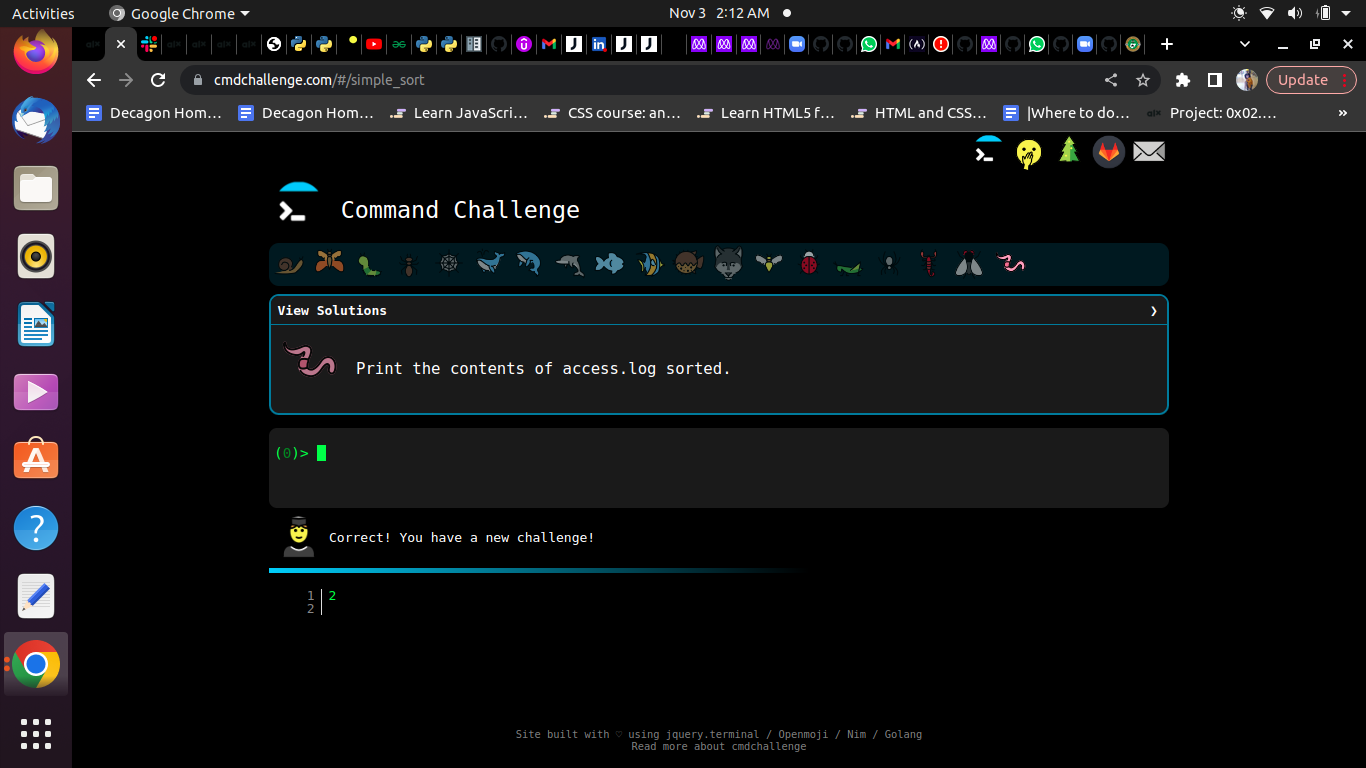 Activities
Google Chrome
Nov 3 2:12 AM
cmdchallenge.com/#/simple_sort
Update
Decagon Hom…
Decagon Hom…
Learn JavaScri…
CSS course: an…
Learn HTML5 f…
HTML and CSS…
|Where to do…
Project: 0x02.…
»
Command Challenge
View Solutions
❯
Print the contents of access.log sorted.
(0)>
Correct! You have a new challenge!
1 2
2
Site built with ♡ using jquery.terminal / Openmoji / Nim / Golang
Read more about cmdchallenge